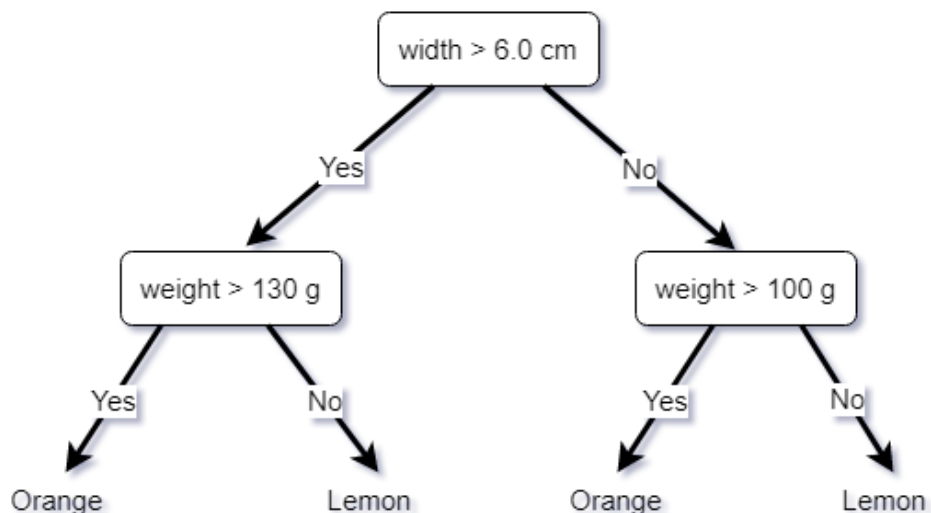 width > 6.0 cm
Yes
No
weight > 130 g
weight > 100 g
Yes
No
Yes
No
Orange
Lemon
Orange
Lemon